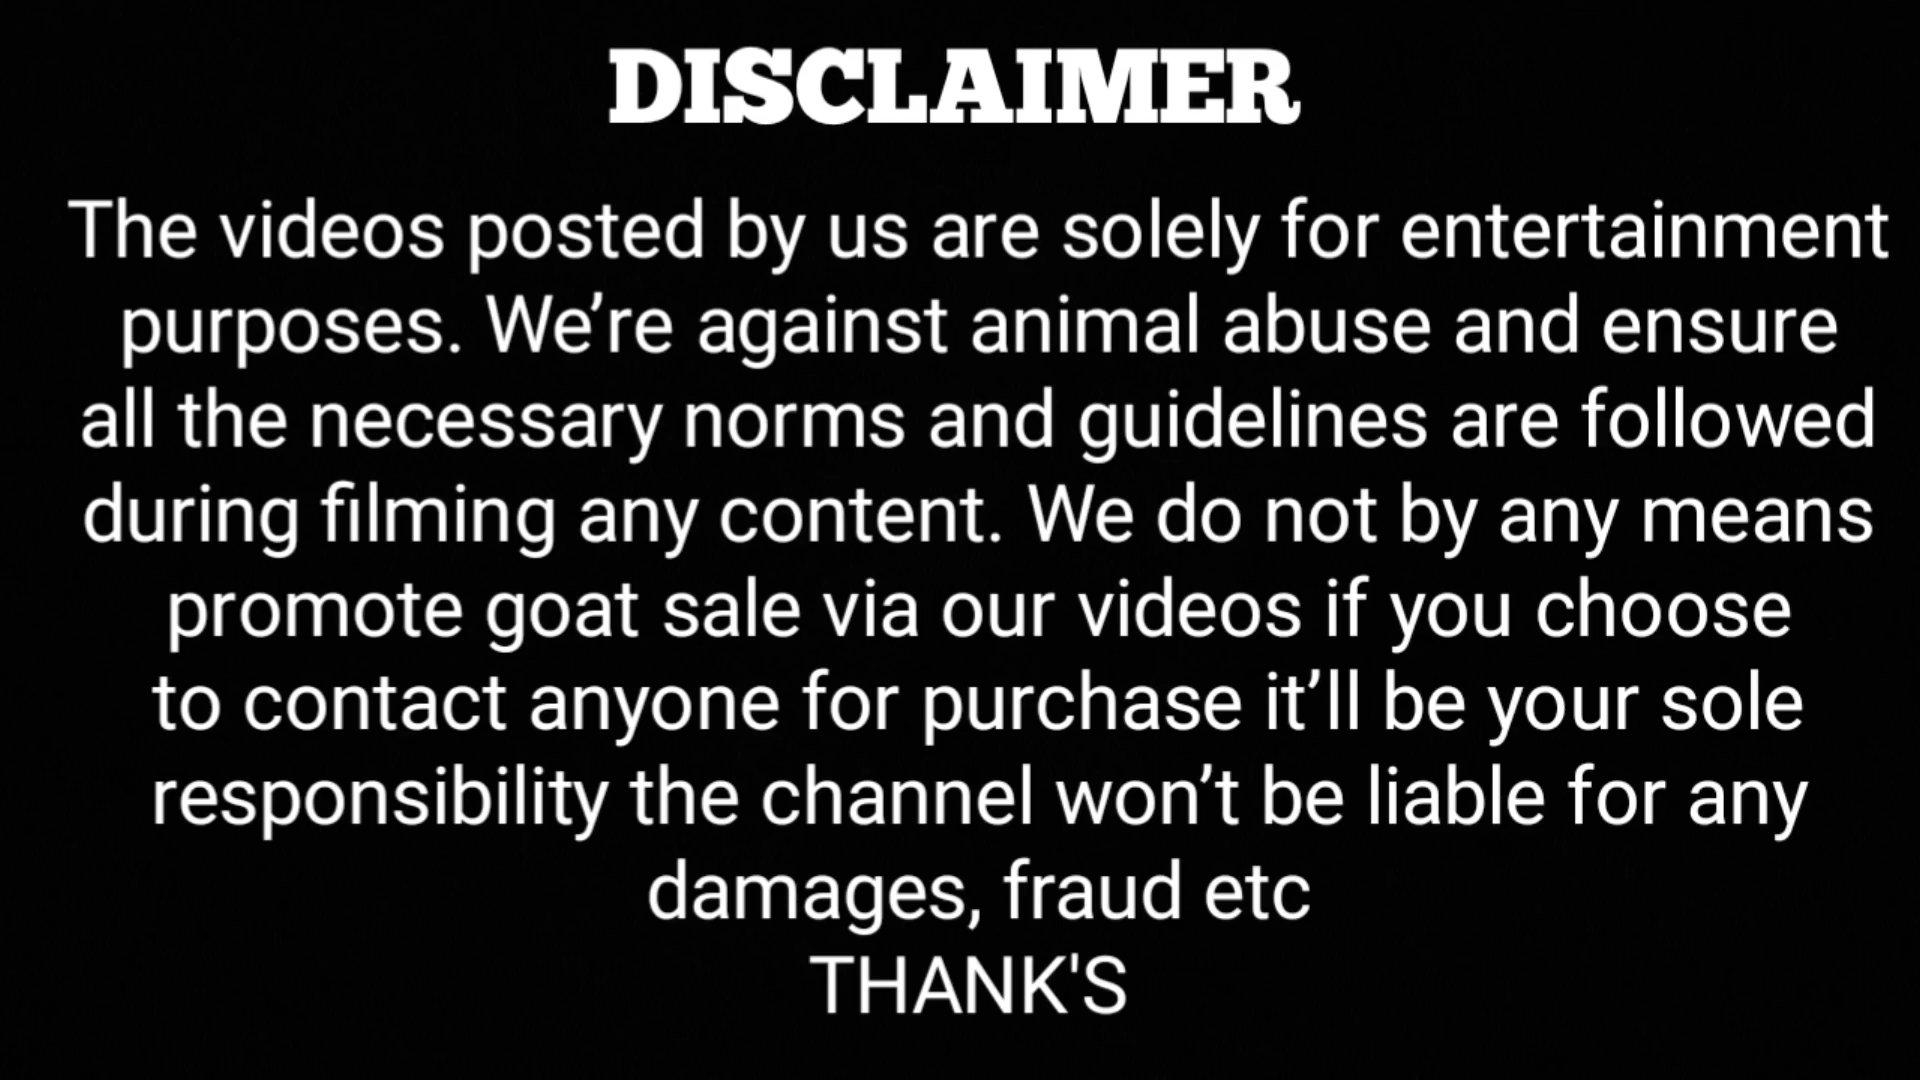 DISCLAIMER
The videos posted by us are solely for entertainment
purposes. We’re against animal abuse and ensure
all the necessary norms and guidelines are followed
during filming any content. We do not by any means
promote goat sale via our videos if you choose
to contact anyone for purchase it’ll be your sole
responsibility the channel won’t be liable for any
damages, fraud etc
THANK'S